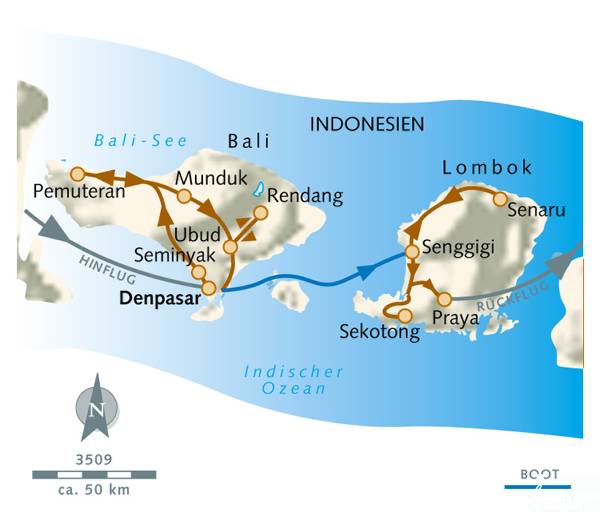 INDONESIEN
Bali-See
Bali
Lombok
Munduk
Pemuteran
Rendang
Senaru
Ubud
Seminyak
Senggigi
HINFLUG
Denpasar
RÜCKFLUG
Praya
Sekotong
Indischer
Ozean
N
3509
ca. 50 km
BOOT